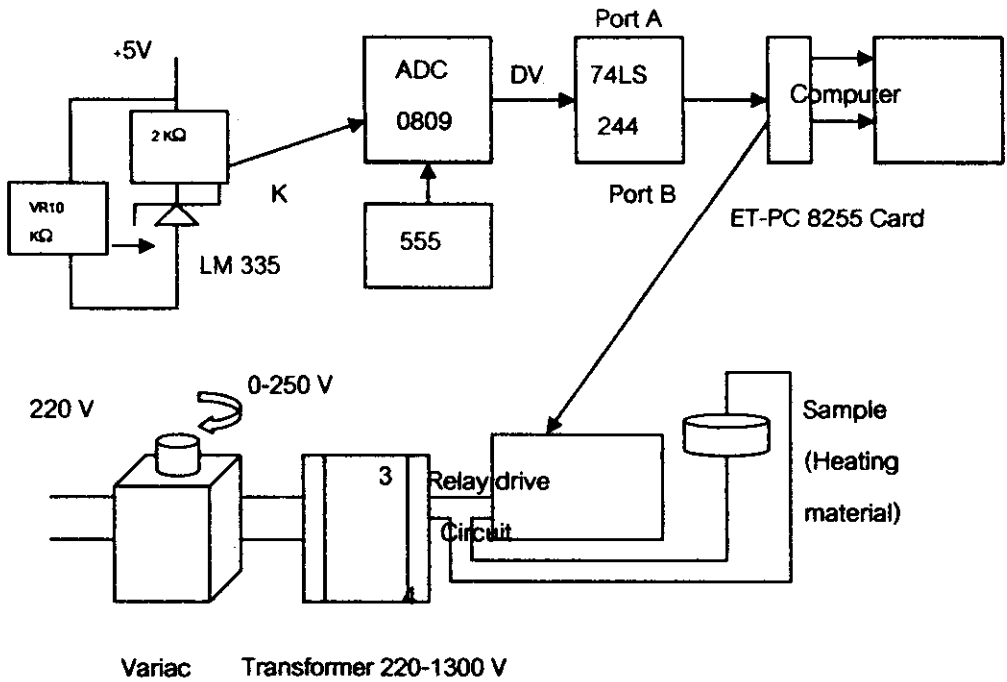 Port A
+5V
ADC
0809
DV
74LS
244
Computer
2 KΩ
K
VR10
KΩ
Port B
555
LM 335
ET-PC 8255 Card
220 V
0-250 V
Sample
(Heating
material)
3
Relay drive
Circuit
4
Variac
Transformer 220-1300 V